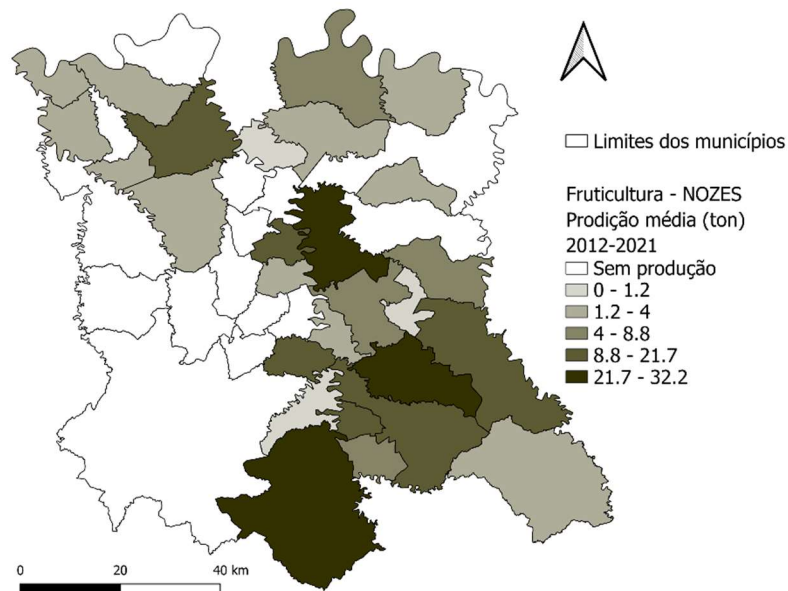 Limites dos municípios
Fruticultura - NOZES
Prodição média (ton)
2012-2021
Sem produção
0 - 1.2
1.2 - 4
4 - 8.8
8.8 - 21.7
21.7 - 32.2
0 20 40 km